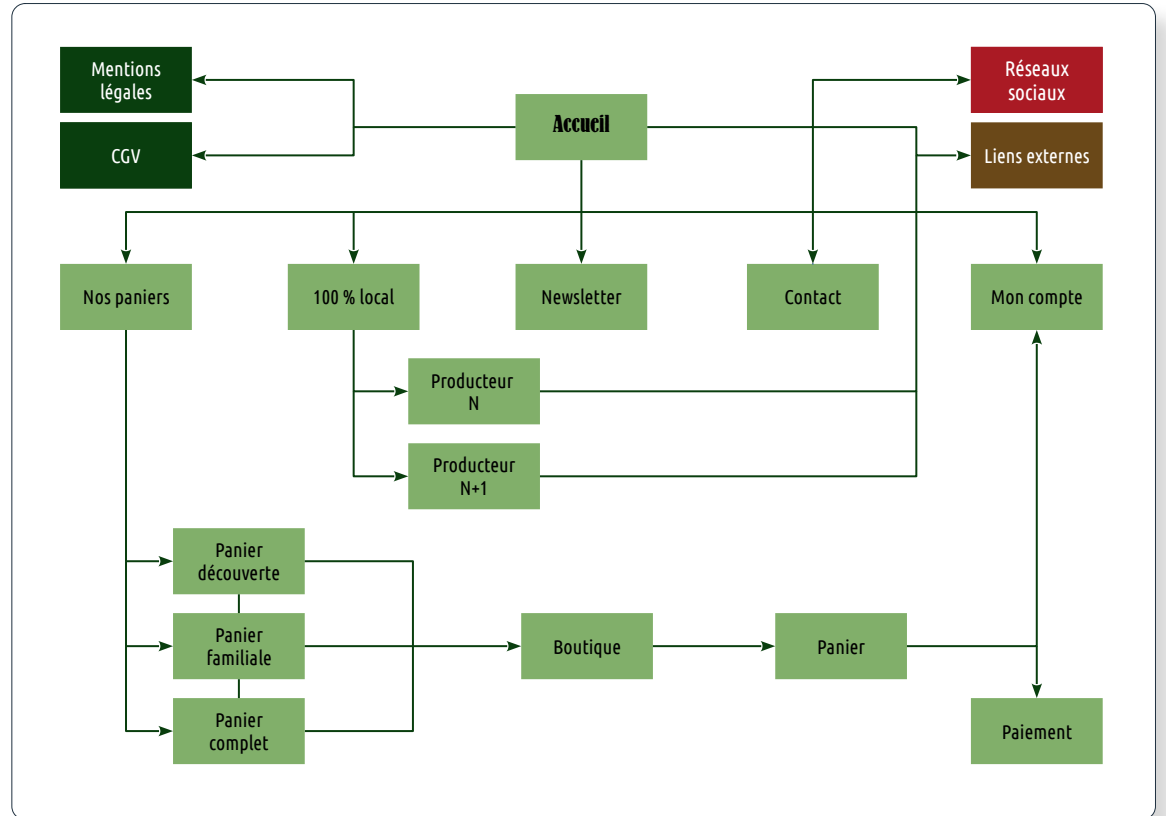 Mentions
légales
Réseaux
sociaux
Accueil
CGV
Liens externes
Nos paniers
100 % local
Newsletter
Contact
Mon compte
Producteur
N
Producteur
N+1
Panier
découverte
Panier
familiale
Boutique
Panier
Panier
complet
Paiement